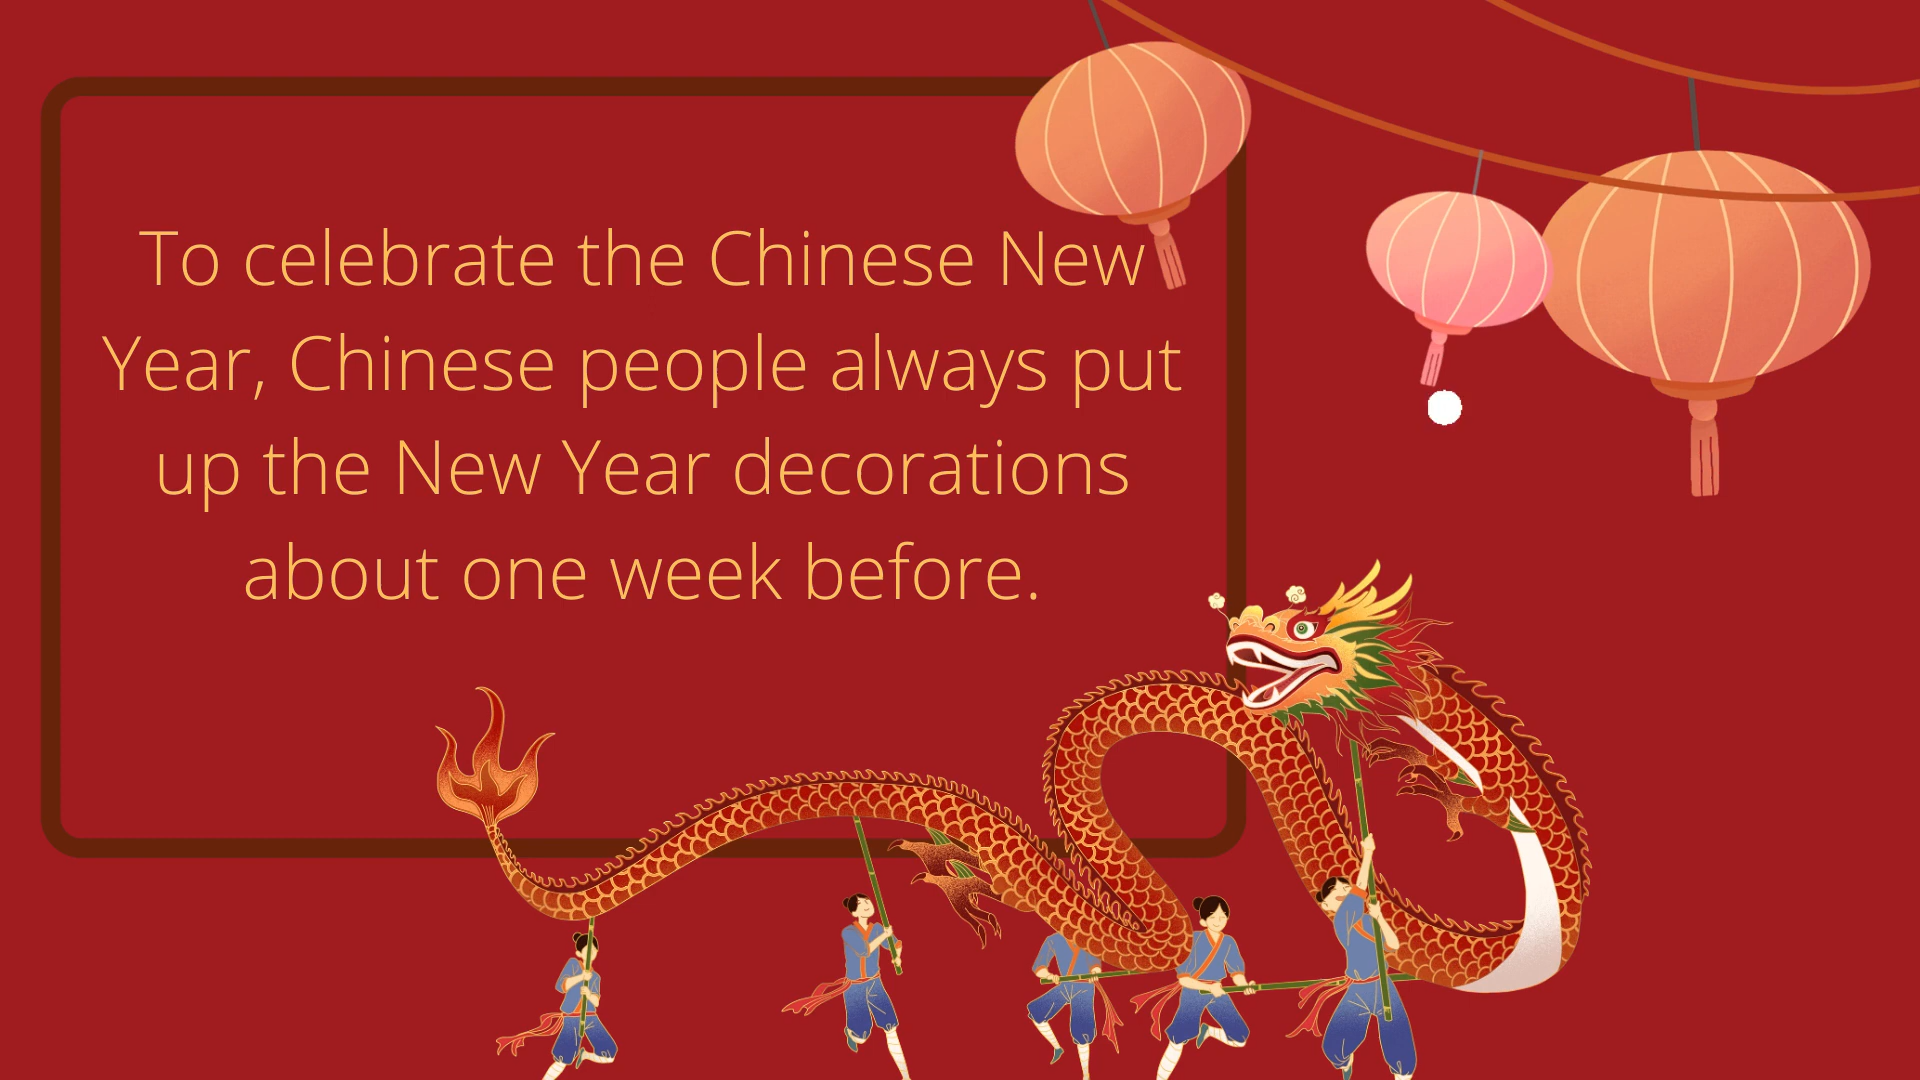 To celebrate the Chinese New
Year, Chinese people always put
up the New Year decorations
about one week before.